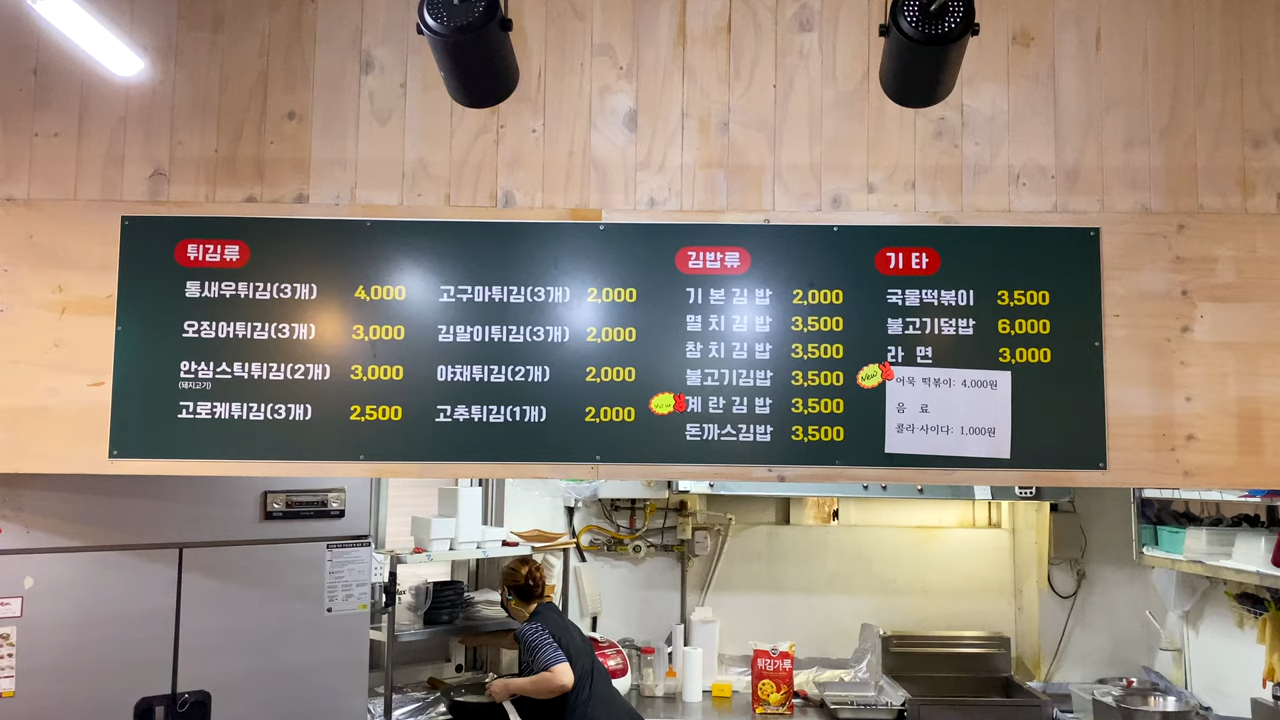 튀김류
통새우튀김(3개) 4,000
오징어튀김(3개) 3,000
안심스틱튀김(2개) 3,000
(돼지고기)
고로케튀김(3개) 2,500
고구마튀김(3개) 2,000
김말이튀김(3개) 2,000
야채튀김(2개) 2,000
고추튀김(1개) 2,000
김밥류
기본김밥 2,000
멸치김밥 3,500
참치김밥 3,500
불고기김밥 3,500
New 계란김밥 3,500
돈까스김밥 3,500
기타
국물떡볶이 3,500
불고기덮밥 6,000
라면 3,000
New 어묵 떡볶이: 4,000원
음 료
콜라·사이다: 1,000원
튀김가루